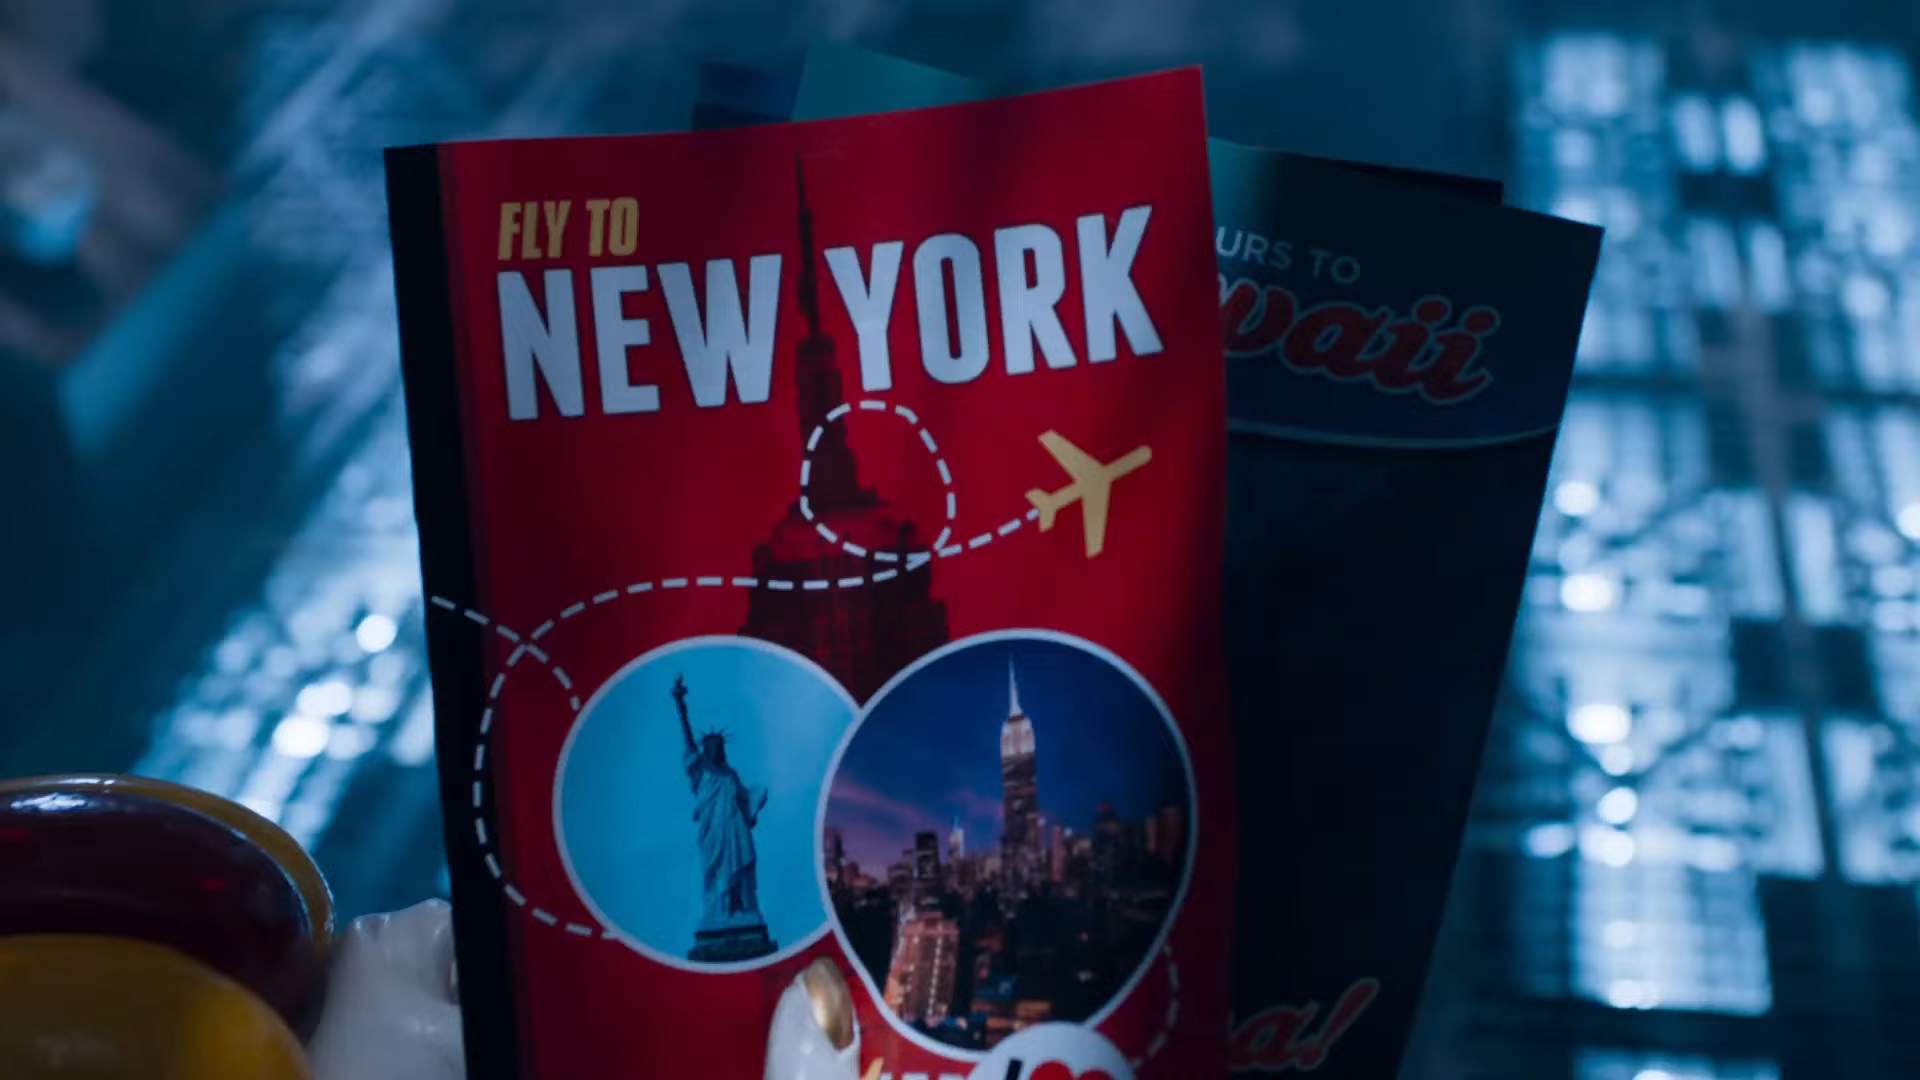 FLY TO
NEW YORK
URS TO
waii
a!
I